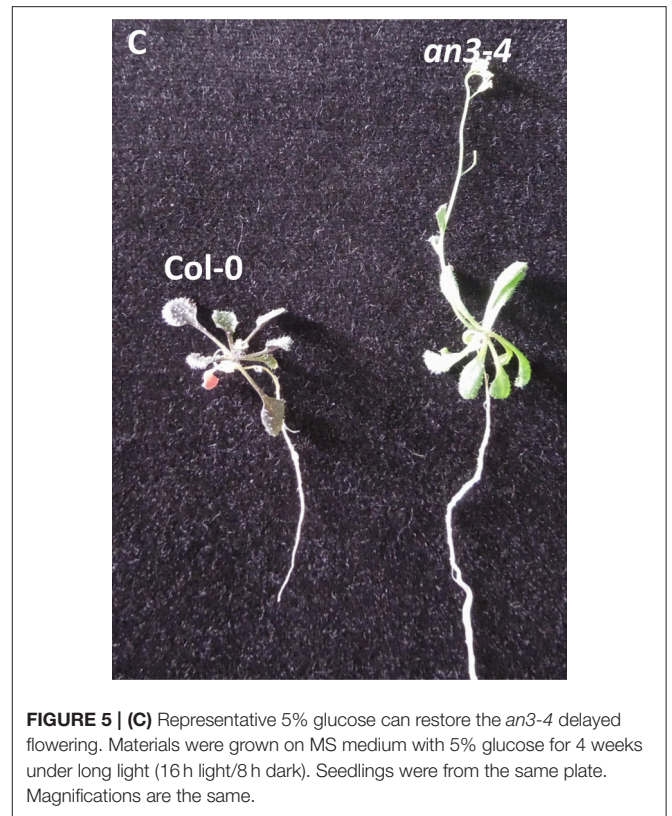 C
an3-4
Col-0
FIGURE 5 | (C) Representative 5% glucose can restore the an3-4 delayed
flowering. Materials were grown on MS medium with 5% glucose for 4 weeks
under long light (16 h light/8 h dark). Seedlings were from the same plate.
Magnifications are the same.